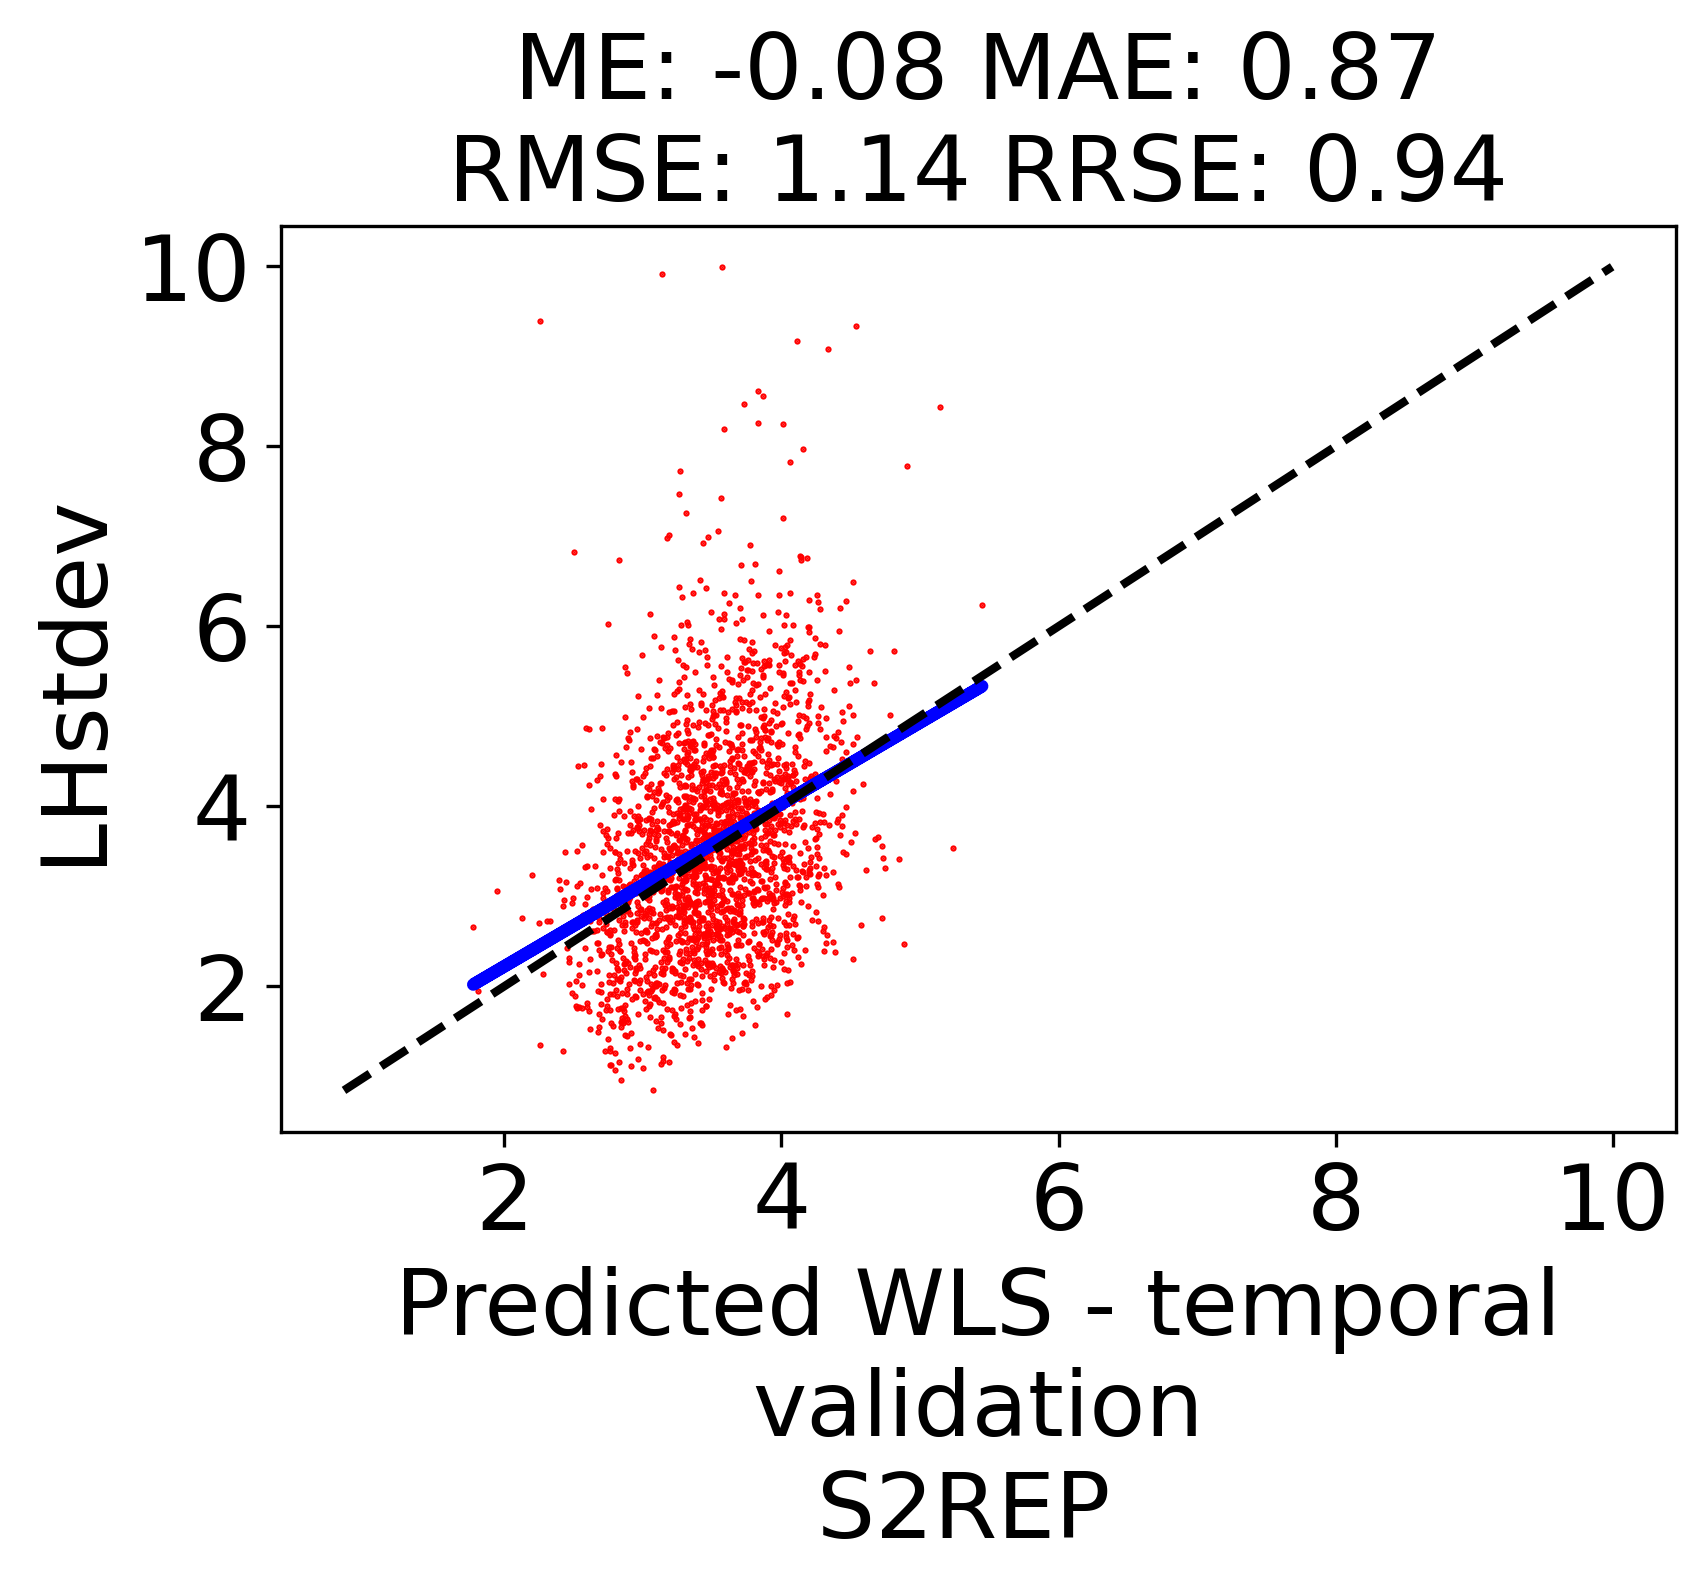 ME: -0.08 MAE: 0.87
RMSE: 1.14 RRSE: 0.94
10
8
6
4
2
LHstdev
2 4 6 8 10
Predicted WLS - temporal
validation
S2REP